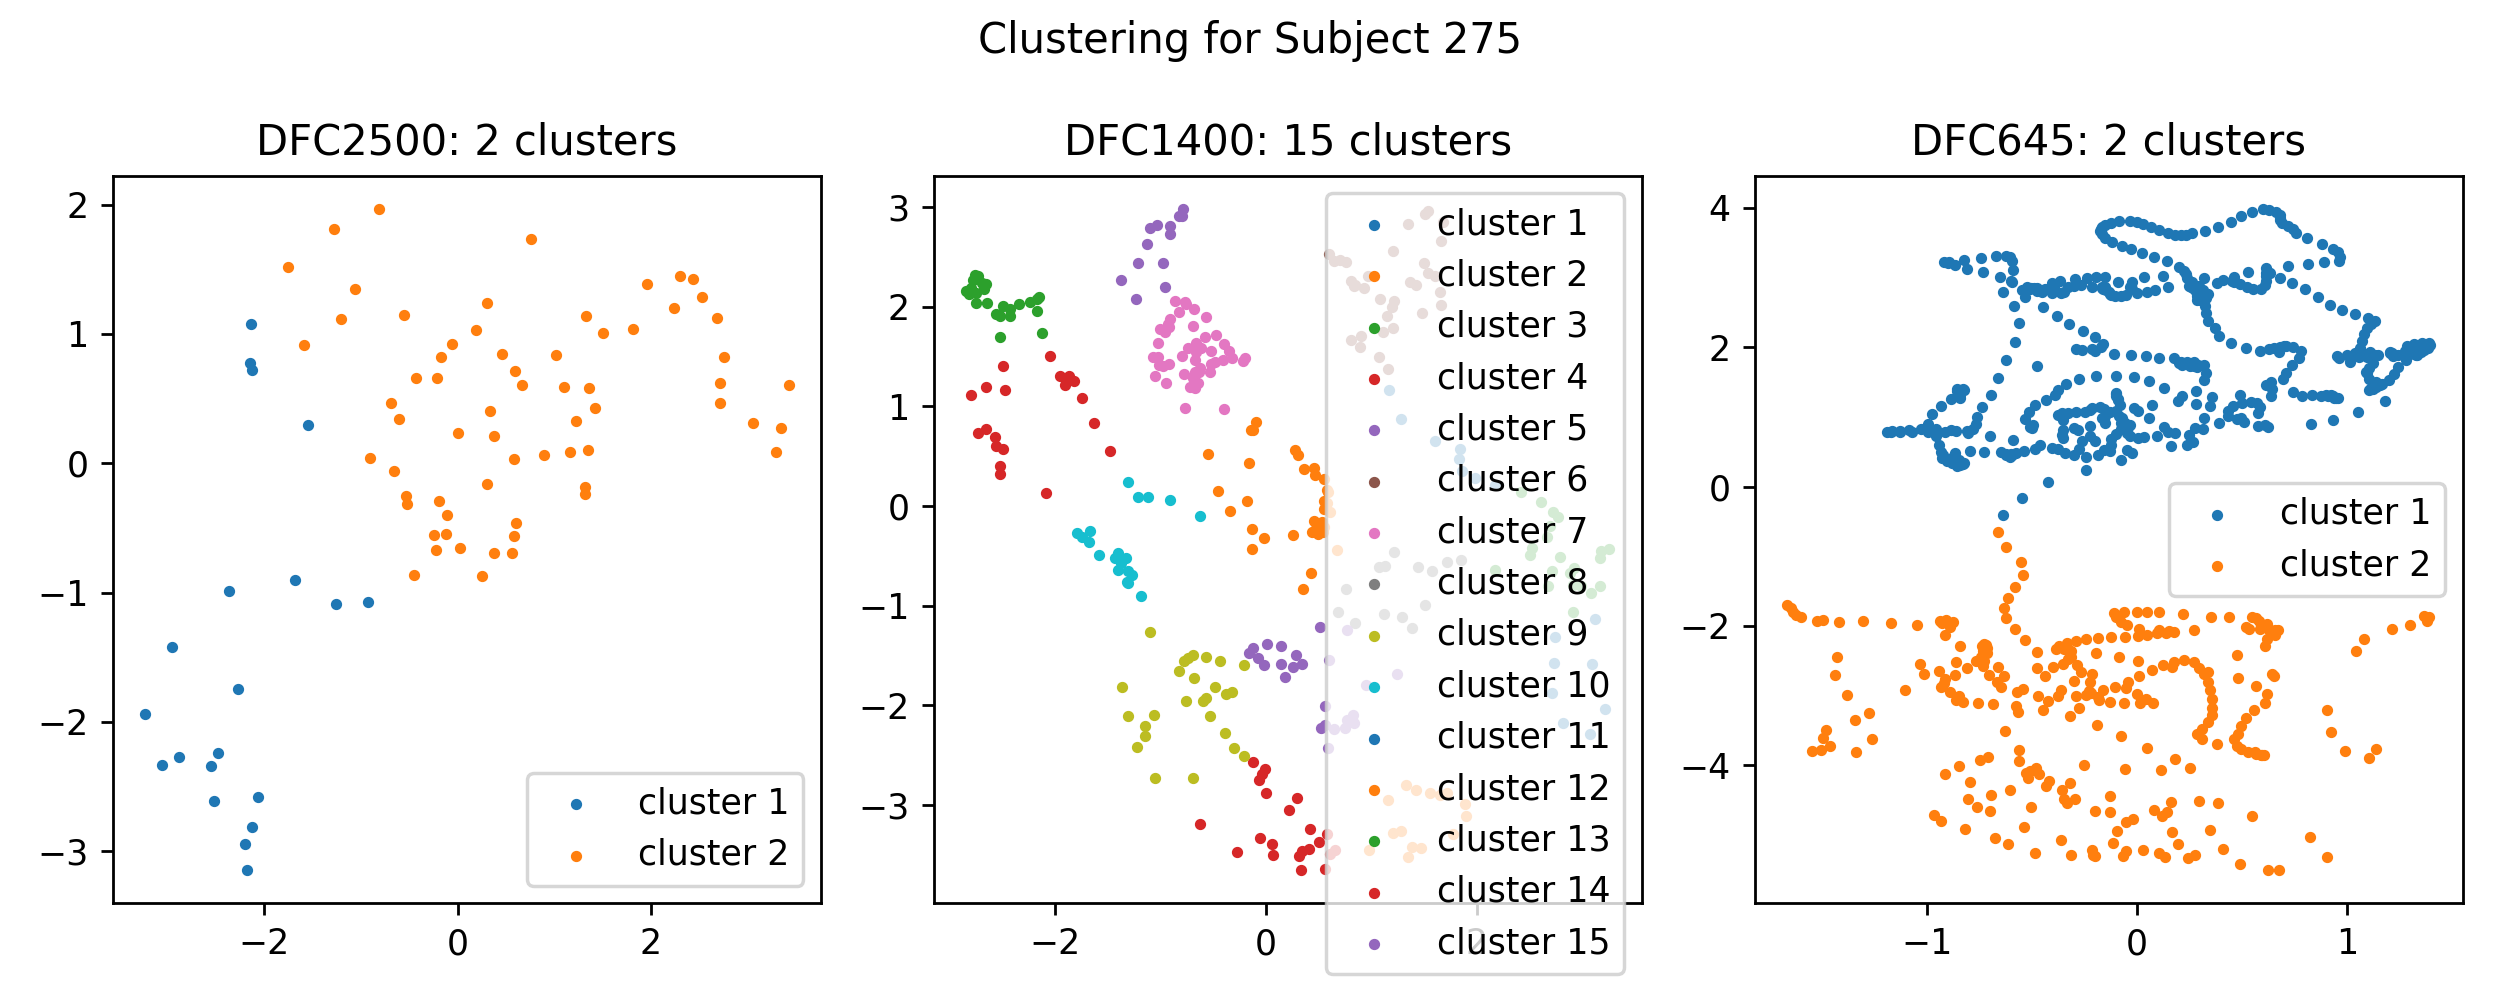 Clustering for Subject 275
DFC2500: 2 clusters
2
1
0
−1
−2
−3
−2
0
2
cluster 1
cluster 2
DFC1400: 15 clusters
3
2
1
0
−1
−2
−3
−2
0
2
cluster 1
cluster 2
cluster 3
cluster 4
cluster 5
cluster 6
cluster 7
cluster 8
cluster 9
cluster 10
cluster 11
cluster 12
cluster 13
cluster 14
cluster 15
DFC645: 2 clusters
4
2
0
−2
−4
−1
0
1
cluster 1
cluster 2